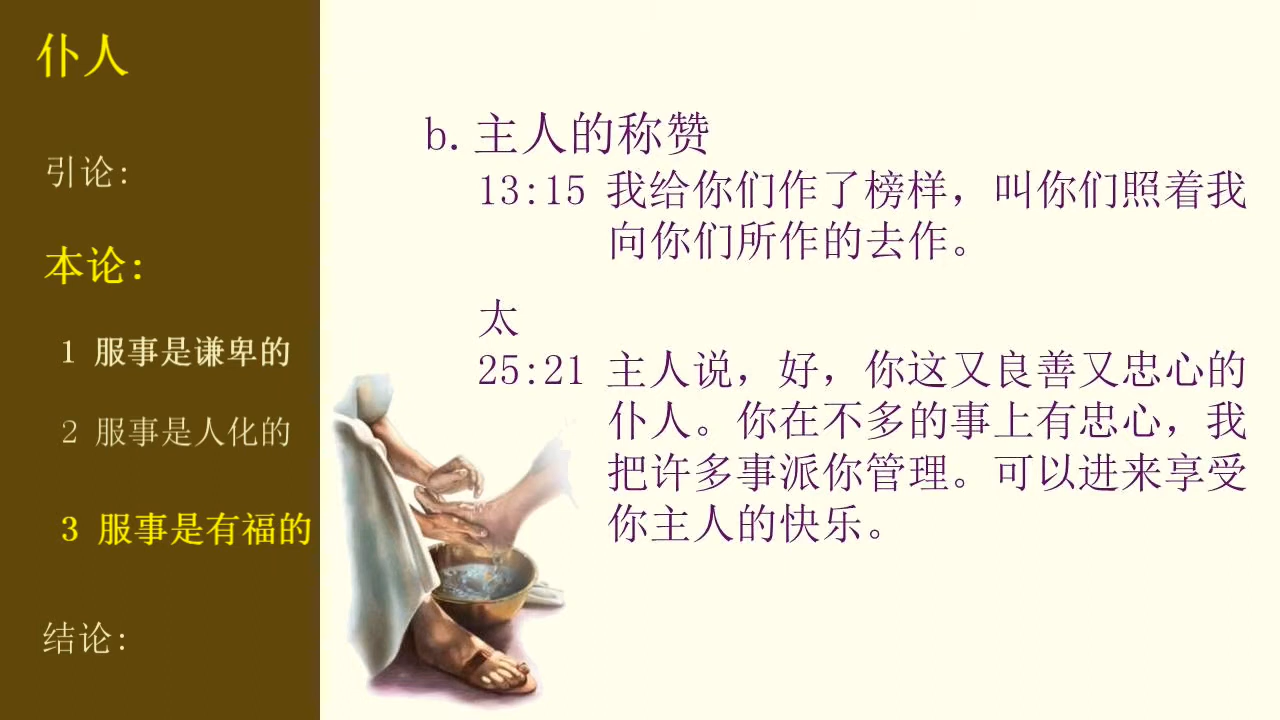 仆人
引论:
本论:
1 服事是谦卑的
2 服事是人化的
3 服事是有福的
结论:
b. 主人的称赞
13:15 我给你们作了榜样，叫你们照着我
向你们所作的去作。
太
25:21 主人说，好，你这又良善又忠心的
仆人。你在不多的事上有忠心，我
把许多事派你管理。可以进来享受
你主人的快乐。